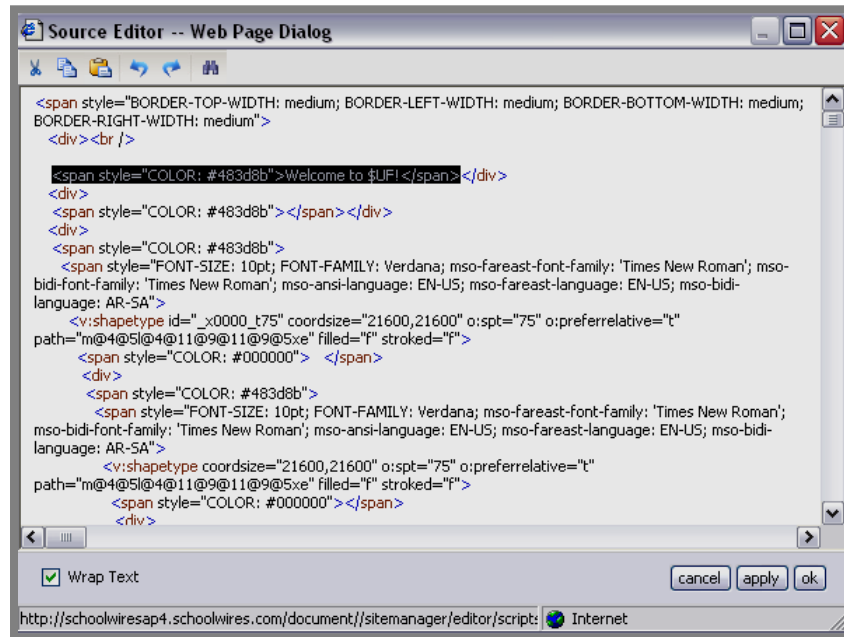 Source Editor -- Web Page Dialog
<span style="BORDER-TOP-WIDTH: medium; BORDER-LEFT-WIDTH: medium; BORDER-BOTTOM-WIDTH: medium;
BORDER-RIGHT-WIDTH: medium">
<div><br />
<span style="COLOR: #483d8b">Welcome to $UF!</span></div>
<div>
<span style="COLOR: #483d8b"></span></div>
<div>
<span style="COLOR: #483d8b">
<span style="FONT-SIZE: 10pt; FONT-FAMILY: Verdana; mso-fareast-font-family: 'Times New Roman'; mso-
bidi-font-family: 'Times New Roman'; mso-ansi-language: EN-US; mso-fareast-language: EN-US; mso-bidi-
language: AR-SA">
<v:shapetype id="_x0000_t75" coordsize="21600,21600" o:spt="75" o:preferrelative="t"
path="m@4@5l@4@11@9@11@9@5xe" filled="f" stroked="f">
<span style="COLOR: #000000">  </span>
<div>
<span style="COLOR: #483d8b">
<span style="FONT-SIZE: 10pt; FONT-FAMILY: Verdana; mso-fareast-font-family: 'Times New Roman';
mso-bidi-font-family: 'Times New Roman'; mso-ansi-language: EN-US; mso-fareast-language: EN-US; mso-bidi-
language: AR-SA">
<v:shapetype coordsize="21600,21600" o:spt="75" o:preferrelative="t"
path="m@4@5l@4@11@9@11@9@5xe" filled="f" stroked="f">
<span style="COLOR: #000000"></span>
<div>
Wrap Text
cancel apply ok
http://schoolwiresap4.schoolwires.com/document//sitemanager/editor/scripts Internet